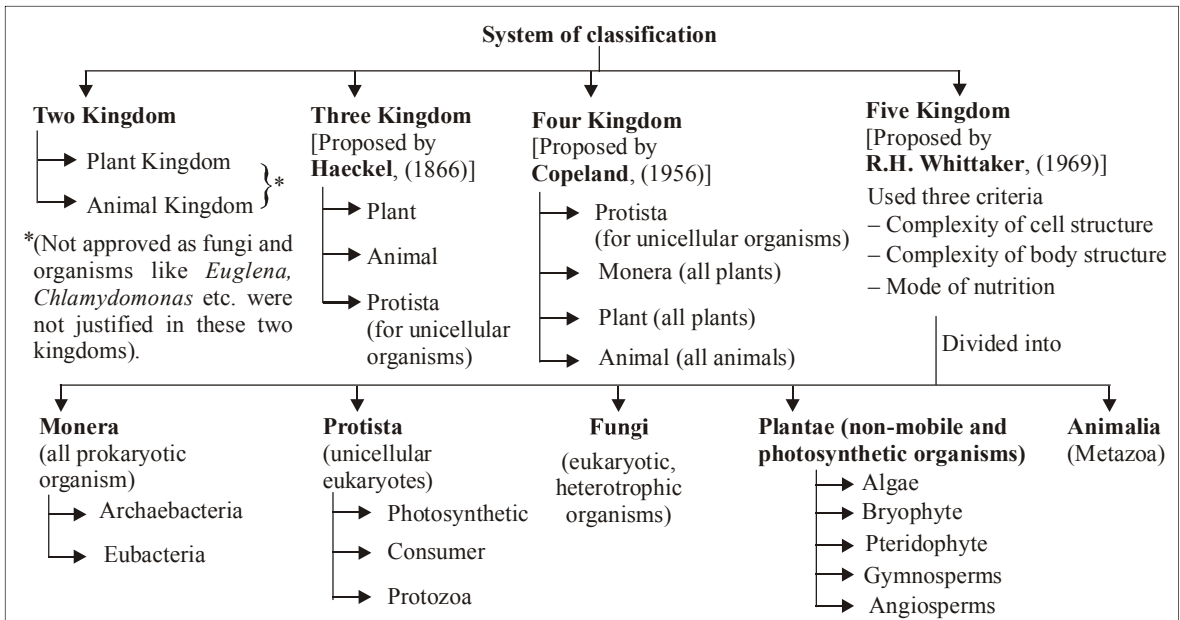 System of classification
Two Kingdom
Plant Kingdom
Animal Kingdom
*
*(Not approved as fungi and
organisms like Euglena,
Chlamydomonas etc. were
not justified in these two
kingdoms).
Three Kingdom
[Proposed by
Haeckel, (1866)]
Plant
Animal
Protista
(for unicellular
organisms)
Four Kingdom
[Proposed by
Copeland, (1956)]
Protista
(for unicellular organisms)
Monera (all plants)
Plant (all plants)
Animal (all animals)
Five Kingdom
[Proposed by
R.H. Whittaker, (1969)]
Used three criteria
– Complexity of cell structure
– Complexity of body structure
– Mode of nutrition
Divided into
Monera
(all prokaryotic
organism)
Archaebacteria
Eubacteria
Protista
(unicellular
eukaryotes)
Photosynthetic
Consumer
Protozoa
Fungi
(eukaryotic,
heterotrophic
organisms)
Plantae (non-mobile and
photosynthetic organisms)
Algae
Bryophyte
Pteridophyte
Gymnosperms
Angiosperms
Animalia
(Metazoa)